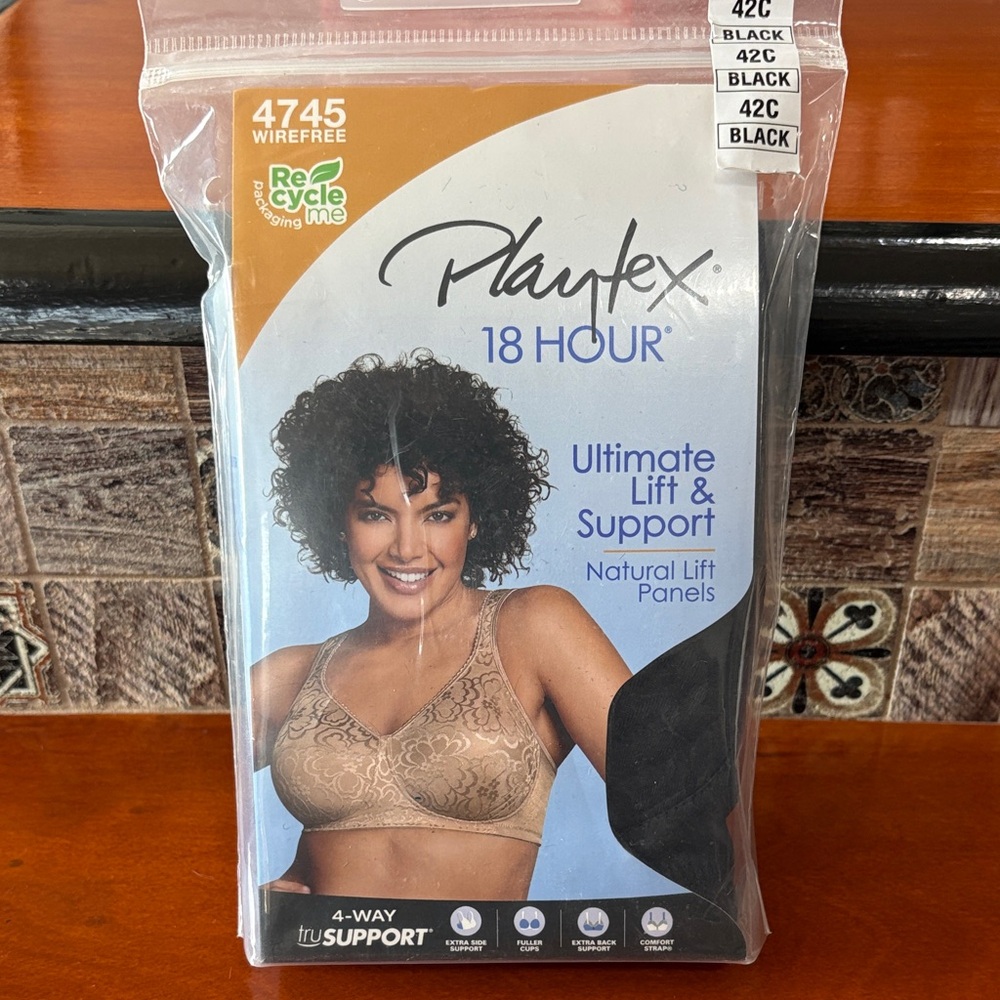 42C
BLACK
42C
BLACK
42C
BLACK
4745
WIREFREE
Re
cycle
me
packaging
Playtex®
18 HOUR®
Ultimate
Lift &
Support
Natural Lift
Panels
4-WAY
truSUPPORT®
EXTRA SIDE
SUPPORT
FULLER
CUPS
EXTRA BACK
SUPPORT
COMFORT
STRAP®